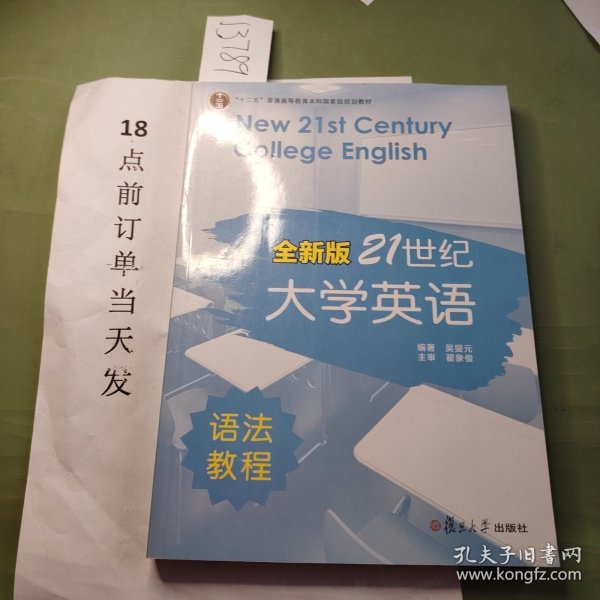 13789
18
点
前
订
单
当
天
发
"十二五"普通高等教育本科国家级规划教材
New 21st Century
College English
全新版 21世纪
大学英语
编著 吴燮元
主审 翟象俊
语法
教程
復旦大學出版社
孔夫子旧书网
www.kongfz.com